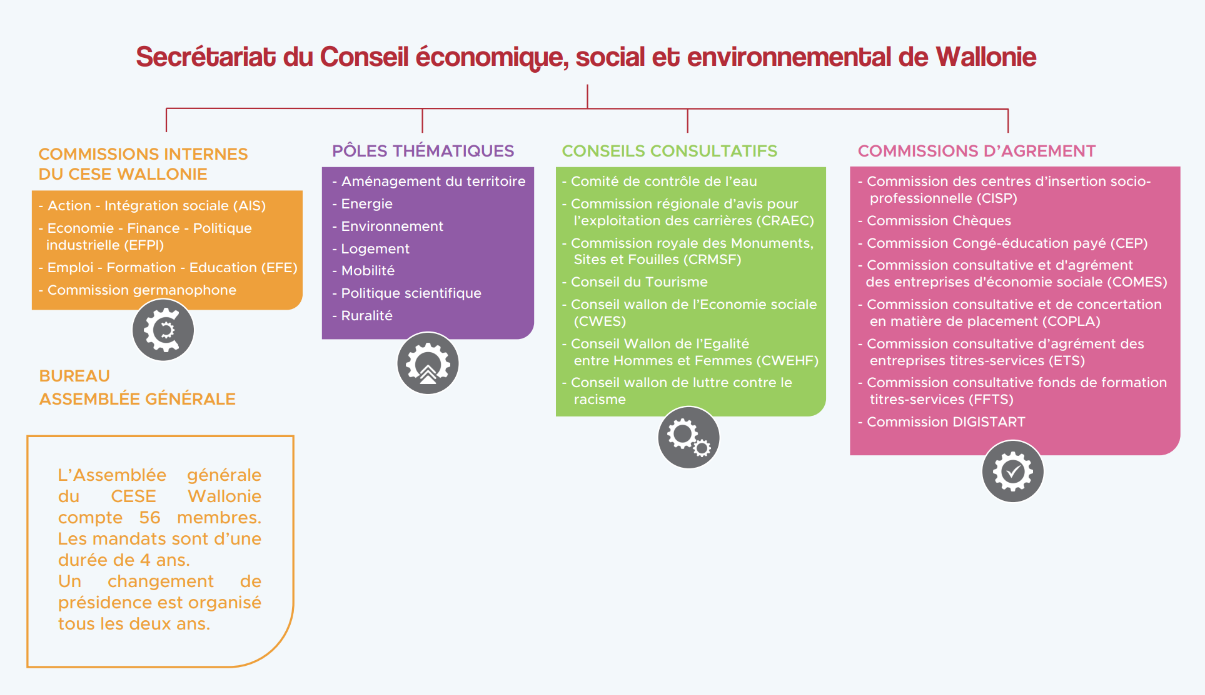 Secrétariat du Conseil économique, social et environnemental de Wallonie
COMMISSIONS INTERNES
DU CESE WALLONIE
- Action - Intégration sociale (AIS)
- Economie - Finance - Politique
industrielle (EFPI)
- Emploi - Formation - Education (EFE)
- Commission germanophone
BUREAU
ASSEMBLÉE GÉNÉRALE
L'Assemblée générale
du CESE Wallonie
compte 56 membres.
Les mandats sont d'une
durée de 4 ans.
Un changement de
présidence est organisé
tous les deux ans.
PÔLES THÉMATIQUES
- Aménagement du territoire
- Energie
- Environnement
- Logement
- Mobilité
- Politique scientifique
- Ruralité
CONSEILS CONSULTATIFS
- Comité de contrôle de l'eau
- Commission régionale d'avis pour
l'exploitation des carrières (CRAEC)
- Commission royale des Monuments,
Sites et Fouilles (CRMSF)
- Conseil du Tourisme
- Conseil wallon de l'Economie sociale
(CWES)
- Conseil Wallon de l'Egalité
entre Hommes et Femmes (CWEHF)
- Conseil wallon de luttre contre le
racisme
COMMISSIONS D'AGREMENT
- Commission des centres d'insertion socio-
professionnelle (CISP)
- Commission Chèques
- Commission Congé-éducation payé (CEP)
- Commission consultative et d'agrément
des entreprises d'économie sociale (COMES)
- Commission consultative et de concertation
en matière de placement (COPLA)
- Commission consultative d'agrément des
entreprises titres-services (ETS)
- Commission consultative fonds de formation
titres-services (FFTS)
- Commission DIGISTART